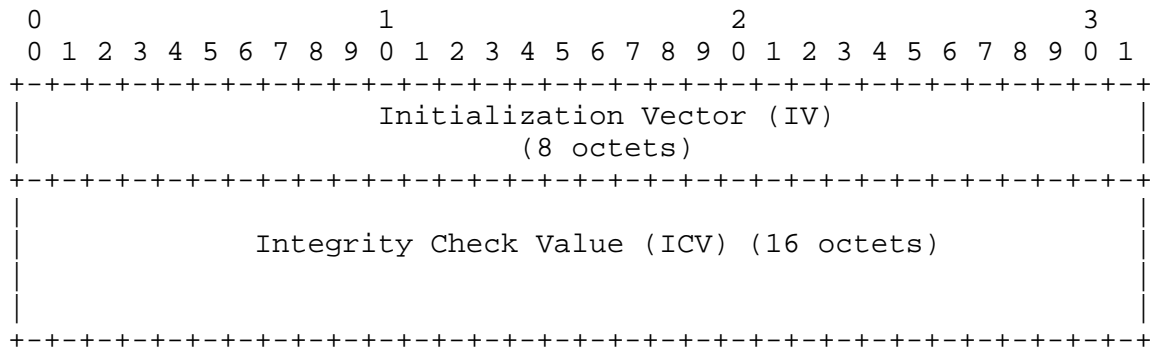 0                   1                   2                   3
 0 1 2 3 4 5 6 7 8 9 0 1 2 3 4 5 6 7 8 9 0 1 2 3 4 5 6 7 8 9 0 1
+-+-+-+-+-+-+-+-+-+-+-+-+-+-+-+-+-+-+-+-+-+-+-+-+-+-+-+-+-+-+-+-+
|                    Initialization Vector (IV)                 |
|                            (8 octets)                         |
+-+-+-+-+-+-+-+-+-+-+-+-+-+-+-+-+-+-+-+-+-+-+-+-+-+-+-+-+-+-+-+-+
|                                                               |
|             Integrity Check Value (ICV) (16 octets)           |
|                                                               |
|                                                               |
+-+-+-+-+-+-+-+-+-+-+-+-+-+-+-+-+-+-+-+-+-+-+-+-+-+-+-+-+-+-+-+-+